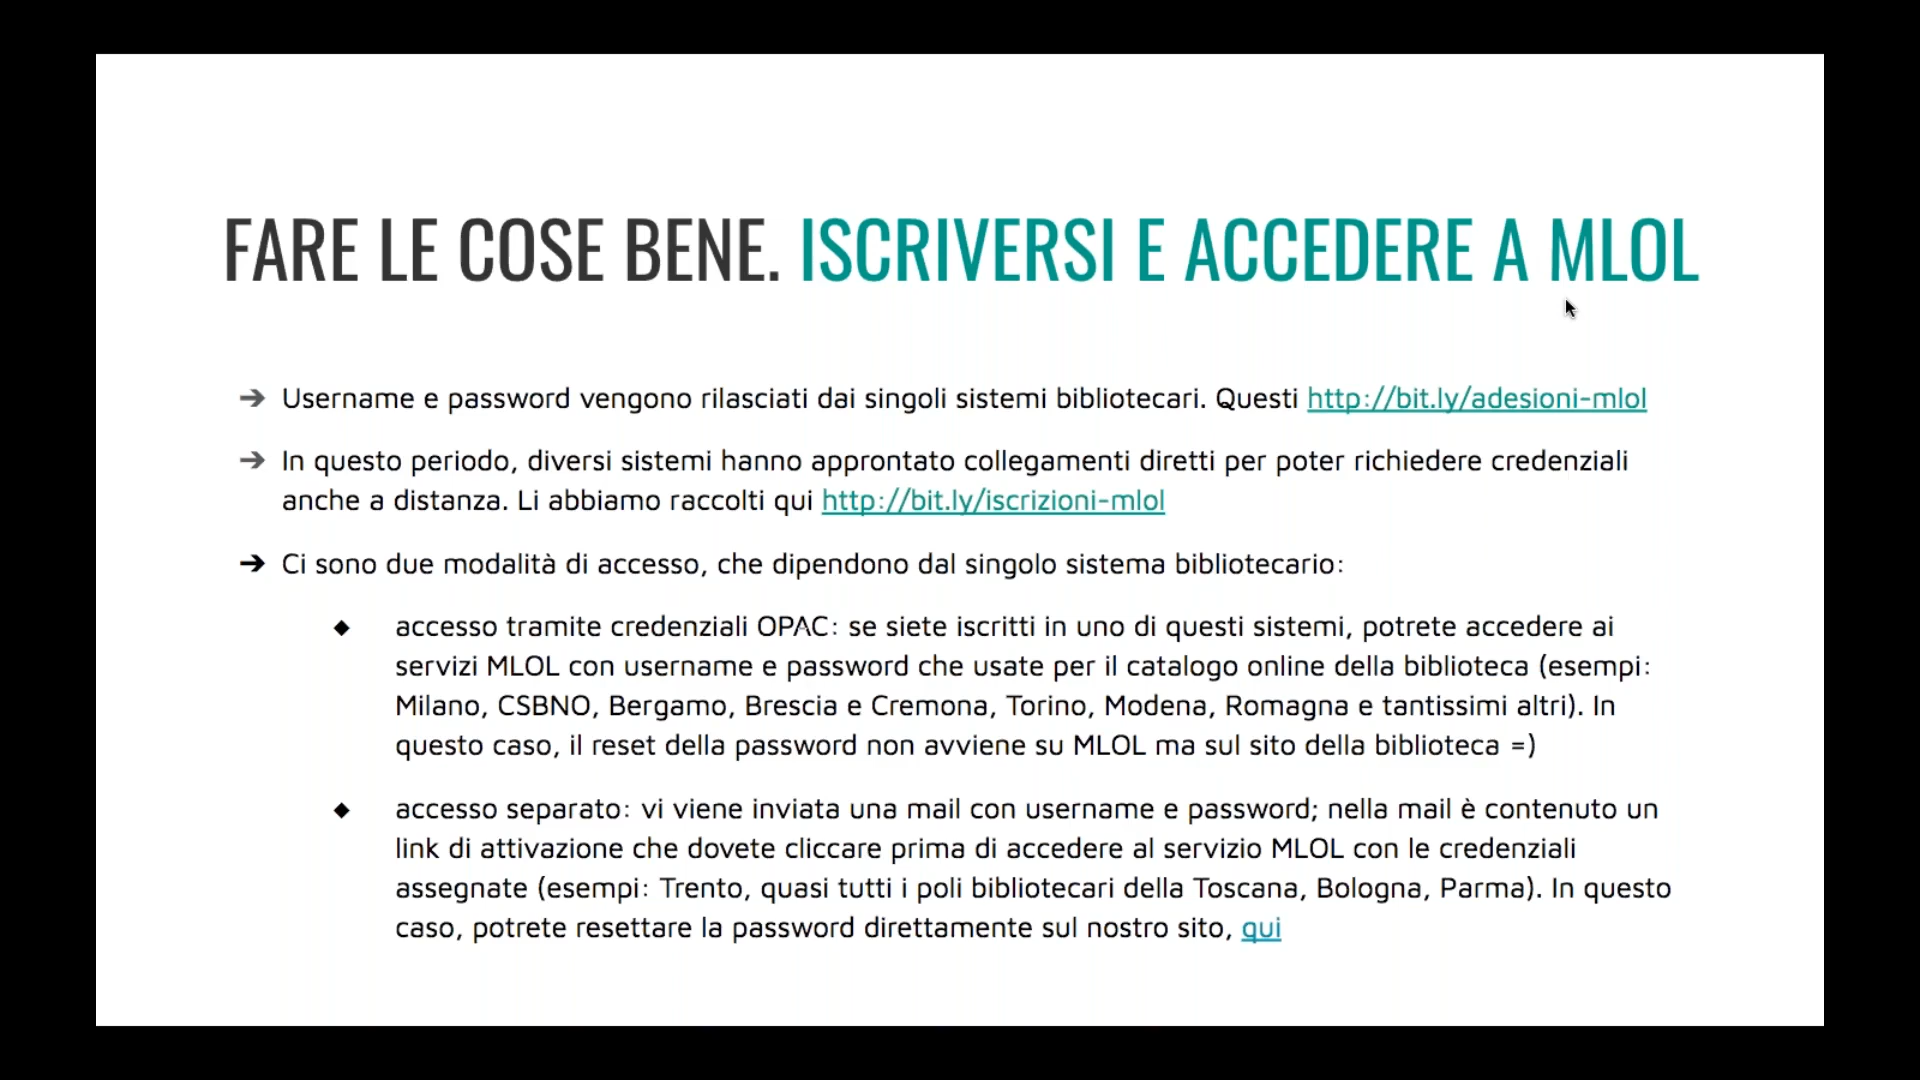 FARE LE COSE BENE. ISCRIVERSI E ACCEDERE A MLOL
➔ Username e password vengono rilasciati dai singoli sistemi bibliotecari. Questi http://bit.ly/adesioni-mlol
➔ In questo periodo, diversi sistemi hanno approntato collegamenti diretti per poter richiedere credenziali
anche a distanza. Li abbiamo raccolti qui http://bit.ly/iscrizioni-mlol
➔ Ci sono due modalità di accesso, che dipendono dal singolo sistema bibliotecario:
◆ accesso tramite credenziali OPAC: se siete iscritti in uno di questi sistemi, potrete accedere ai
servizi MLOL con username e password che usate per il catalogo online della biblioteca (esempi:
Milano, CSBNO, Bergamo, Brescia e Cremona, Torino, Modena, Romagna e tantissimi altri). In
questo caso, il reset della password non avviene su MLOL ma sul sito della biblioteca =)
◆ accesso separato: vi viene inviata una mail con username e password; nella mail è contenuto un
link di attivazione che dovete cliccare prima di accedere al servizio MLOL con le credenziali
assegnate (esempi: Trento, quasi tutti i poli bibliotecari della Toscana, Bologna, Parma). In questo
caso, potrete resettare la password direttamente sul nostro sito, qui